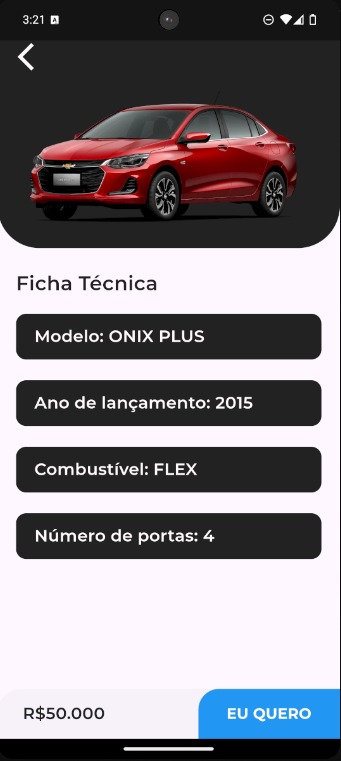 3:21
Ficha Técnica
Modelo: ONIX PLUS
Ano de lançamento: 2015
Combustível: FLEX
Número de portas: 4
R$50.000
EU QUERO